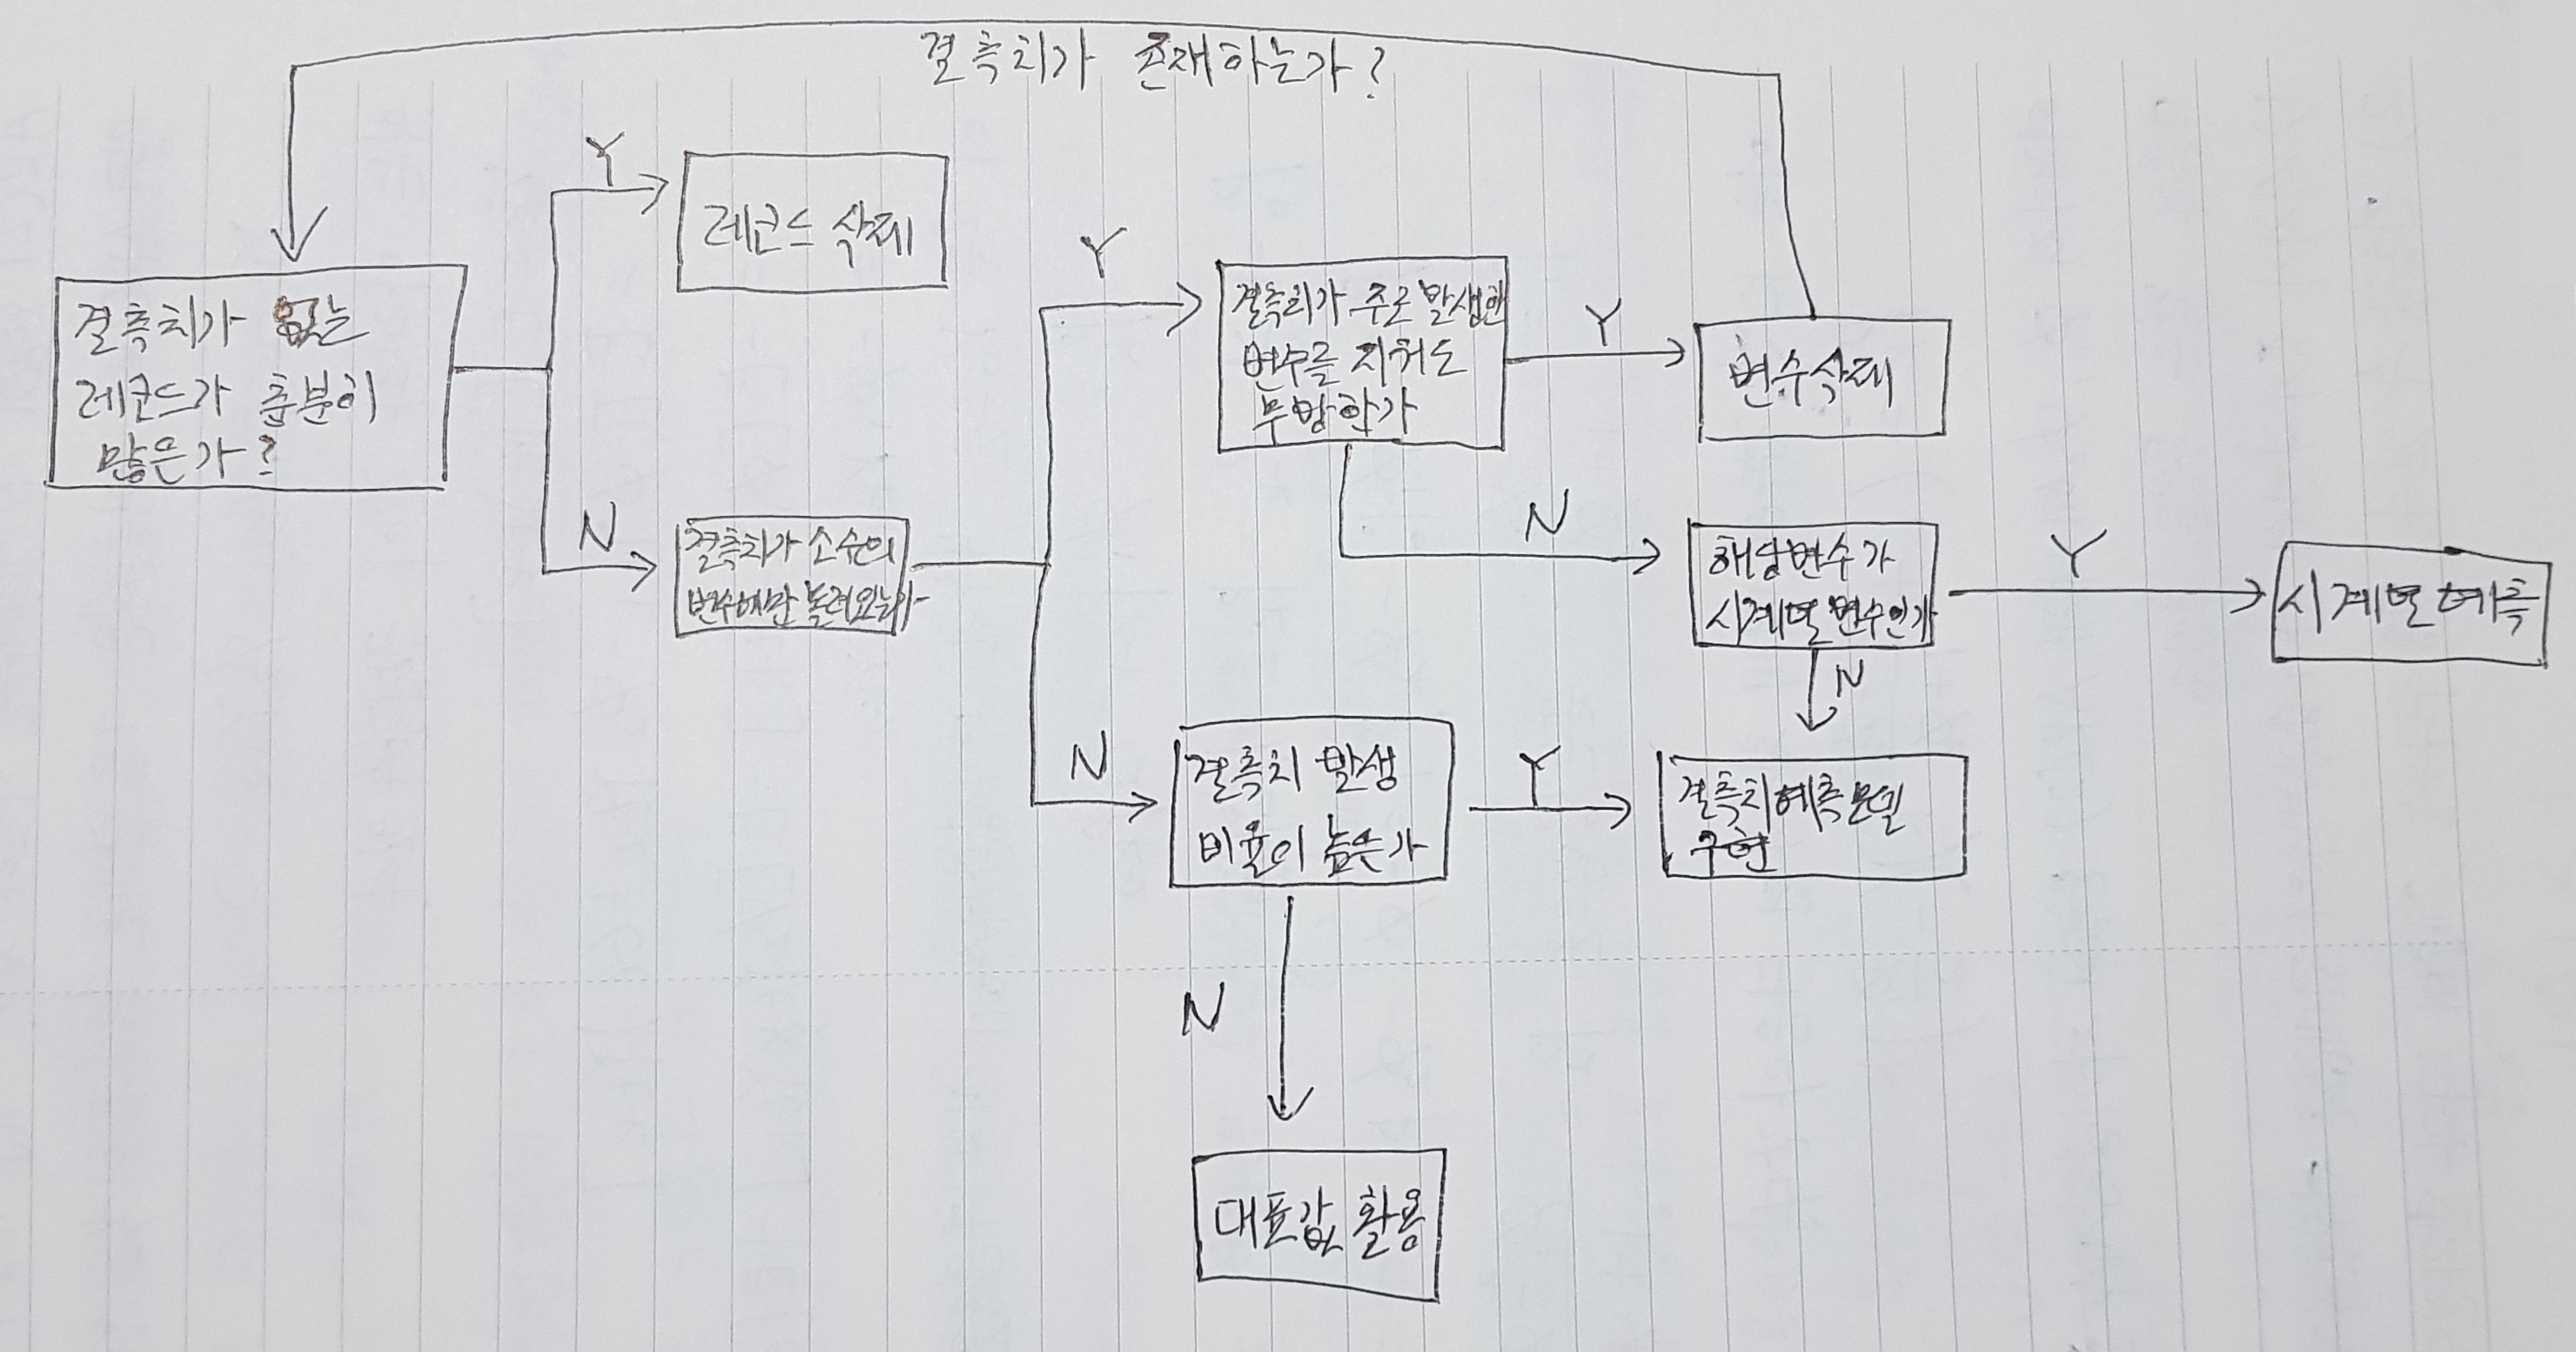 결측치가 존재하는가?
Y
레코드 삭제
결측치가 없는
레코드가 충분히
많은가?
N
결측치가 소수의
변수에만 몰려있는가
Y
결측치가 주로 발생한
변수를 지워도
무방한가
Y
변수삭제
N
해당변수가
시계열 변수인가
Y
시계열예측
N
N
결측치 발생
비율이 높은가
Y
결측치예측모델
구현
N
대표값 활용